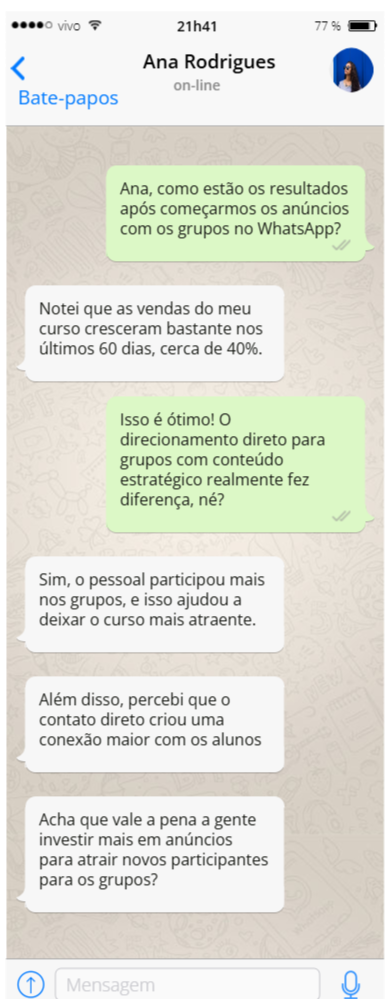 vivo 21h41 77 %
Ana Rodrigues
on-line
Bate-papos
Ana, como estão os resultados
após começarmos os anúncios
com os grupos no WhatsApp?
Notei que as vendas do meu
curso cresceram bastante nos
últimos 60 dias, cerca de 40%.
Isso é ótimo! O
direcionamento direto para
grupos com conteúdo
estratégico realmente fez
diferença, né?
Sim, o pessoal participou mais
nos grupos, e isso ajudou a
deixar o curso mais atraente.
Além disso, percebi que o
contato direto criou uma
conexão maior com os alunos
Acha que vale a pena a gente
investir mais em anúncios
para atrair novos participantes
para os grupos?
Mensagem